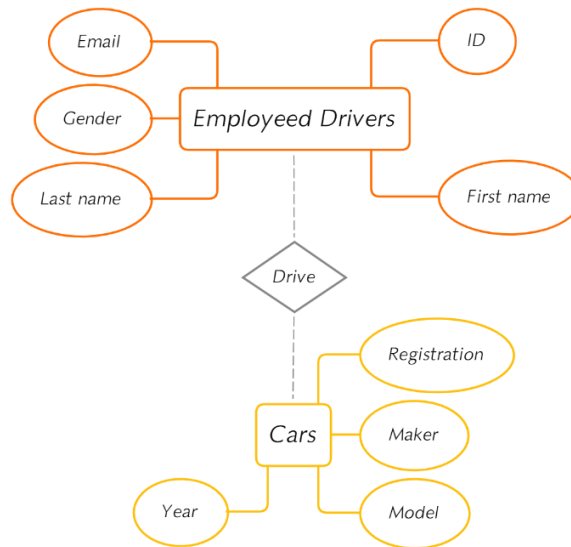 Email
ID
Employeed Drivers
Gender
Last name
First name
Drive
Registration
Cars
Maker
Year
Model